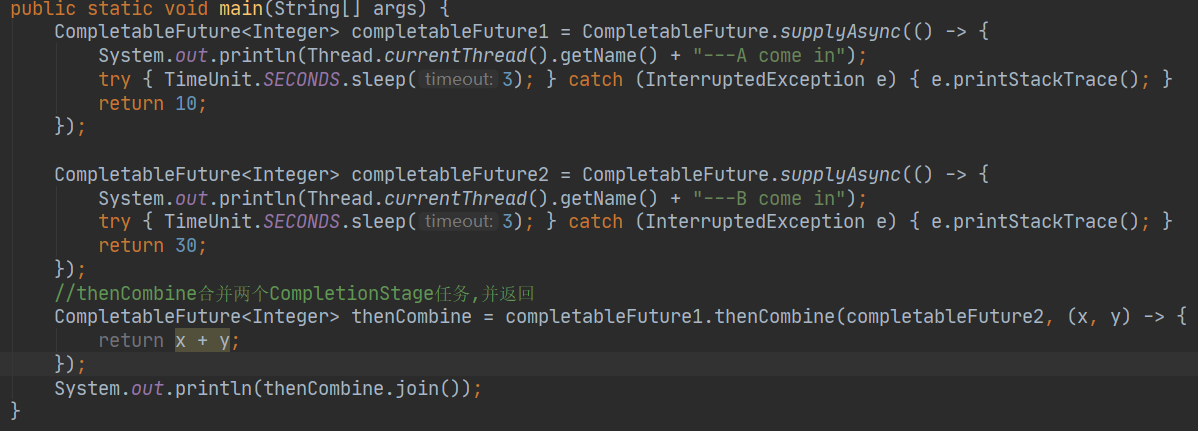 public static void main(String[] args) {
    CompletableFuture<Integer> completableFuture1 = CompletableFuture.supplyAsync(() -> {
        System.out.println(Thread.currentThread().getName() + "---A come in");
        try { TimeUnit.SECONDS.sleep( timeout: 3); } catch (InterruptedException e) { e.printStackTrace(); }
        return 10;
    });

    CompletableFuture<Integer> completableFuture2 = CompletableFuture.supplyAsync(() -> {
        System.out.println(Thread.currentThread().getName() + "---B come in");
        try { TimeUnit.SECONDS.sleep( timeout: 3); } catch (InterruptedException e) { e.printStackTrace(); }
        return 30;
    });
    //thenCombine合并两个CompletionStage任务,并返回
    CompletableFuture<Integer> thenCombine = completableFuture1.thenCombine(completableFuture2, (x, y) -> {
        return x + y;
    });
    System.out.println(thenCombine.join());
}